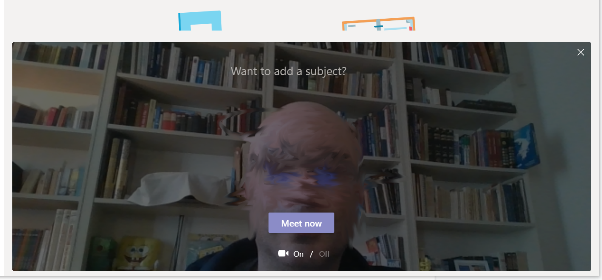 Want to add a subject?
Meet now
On / Off